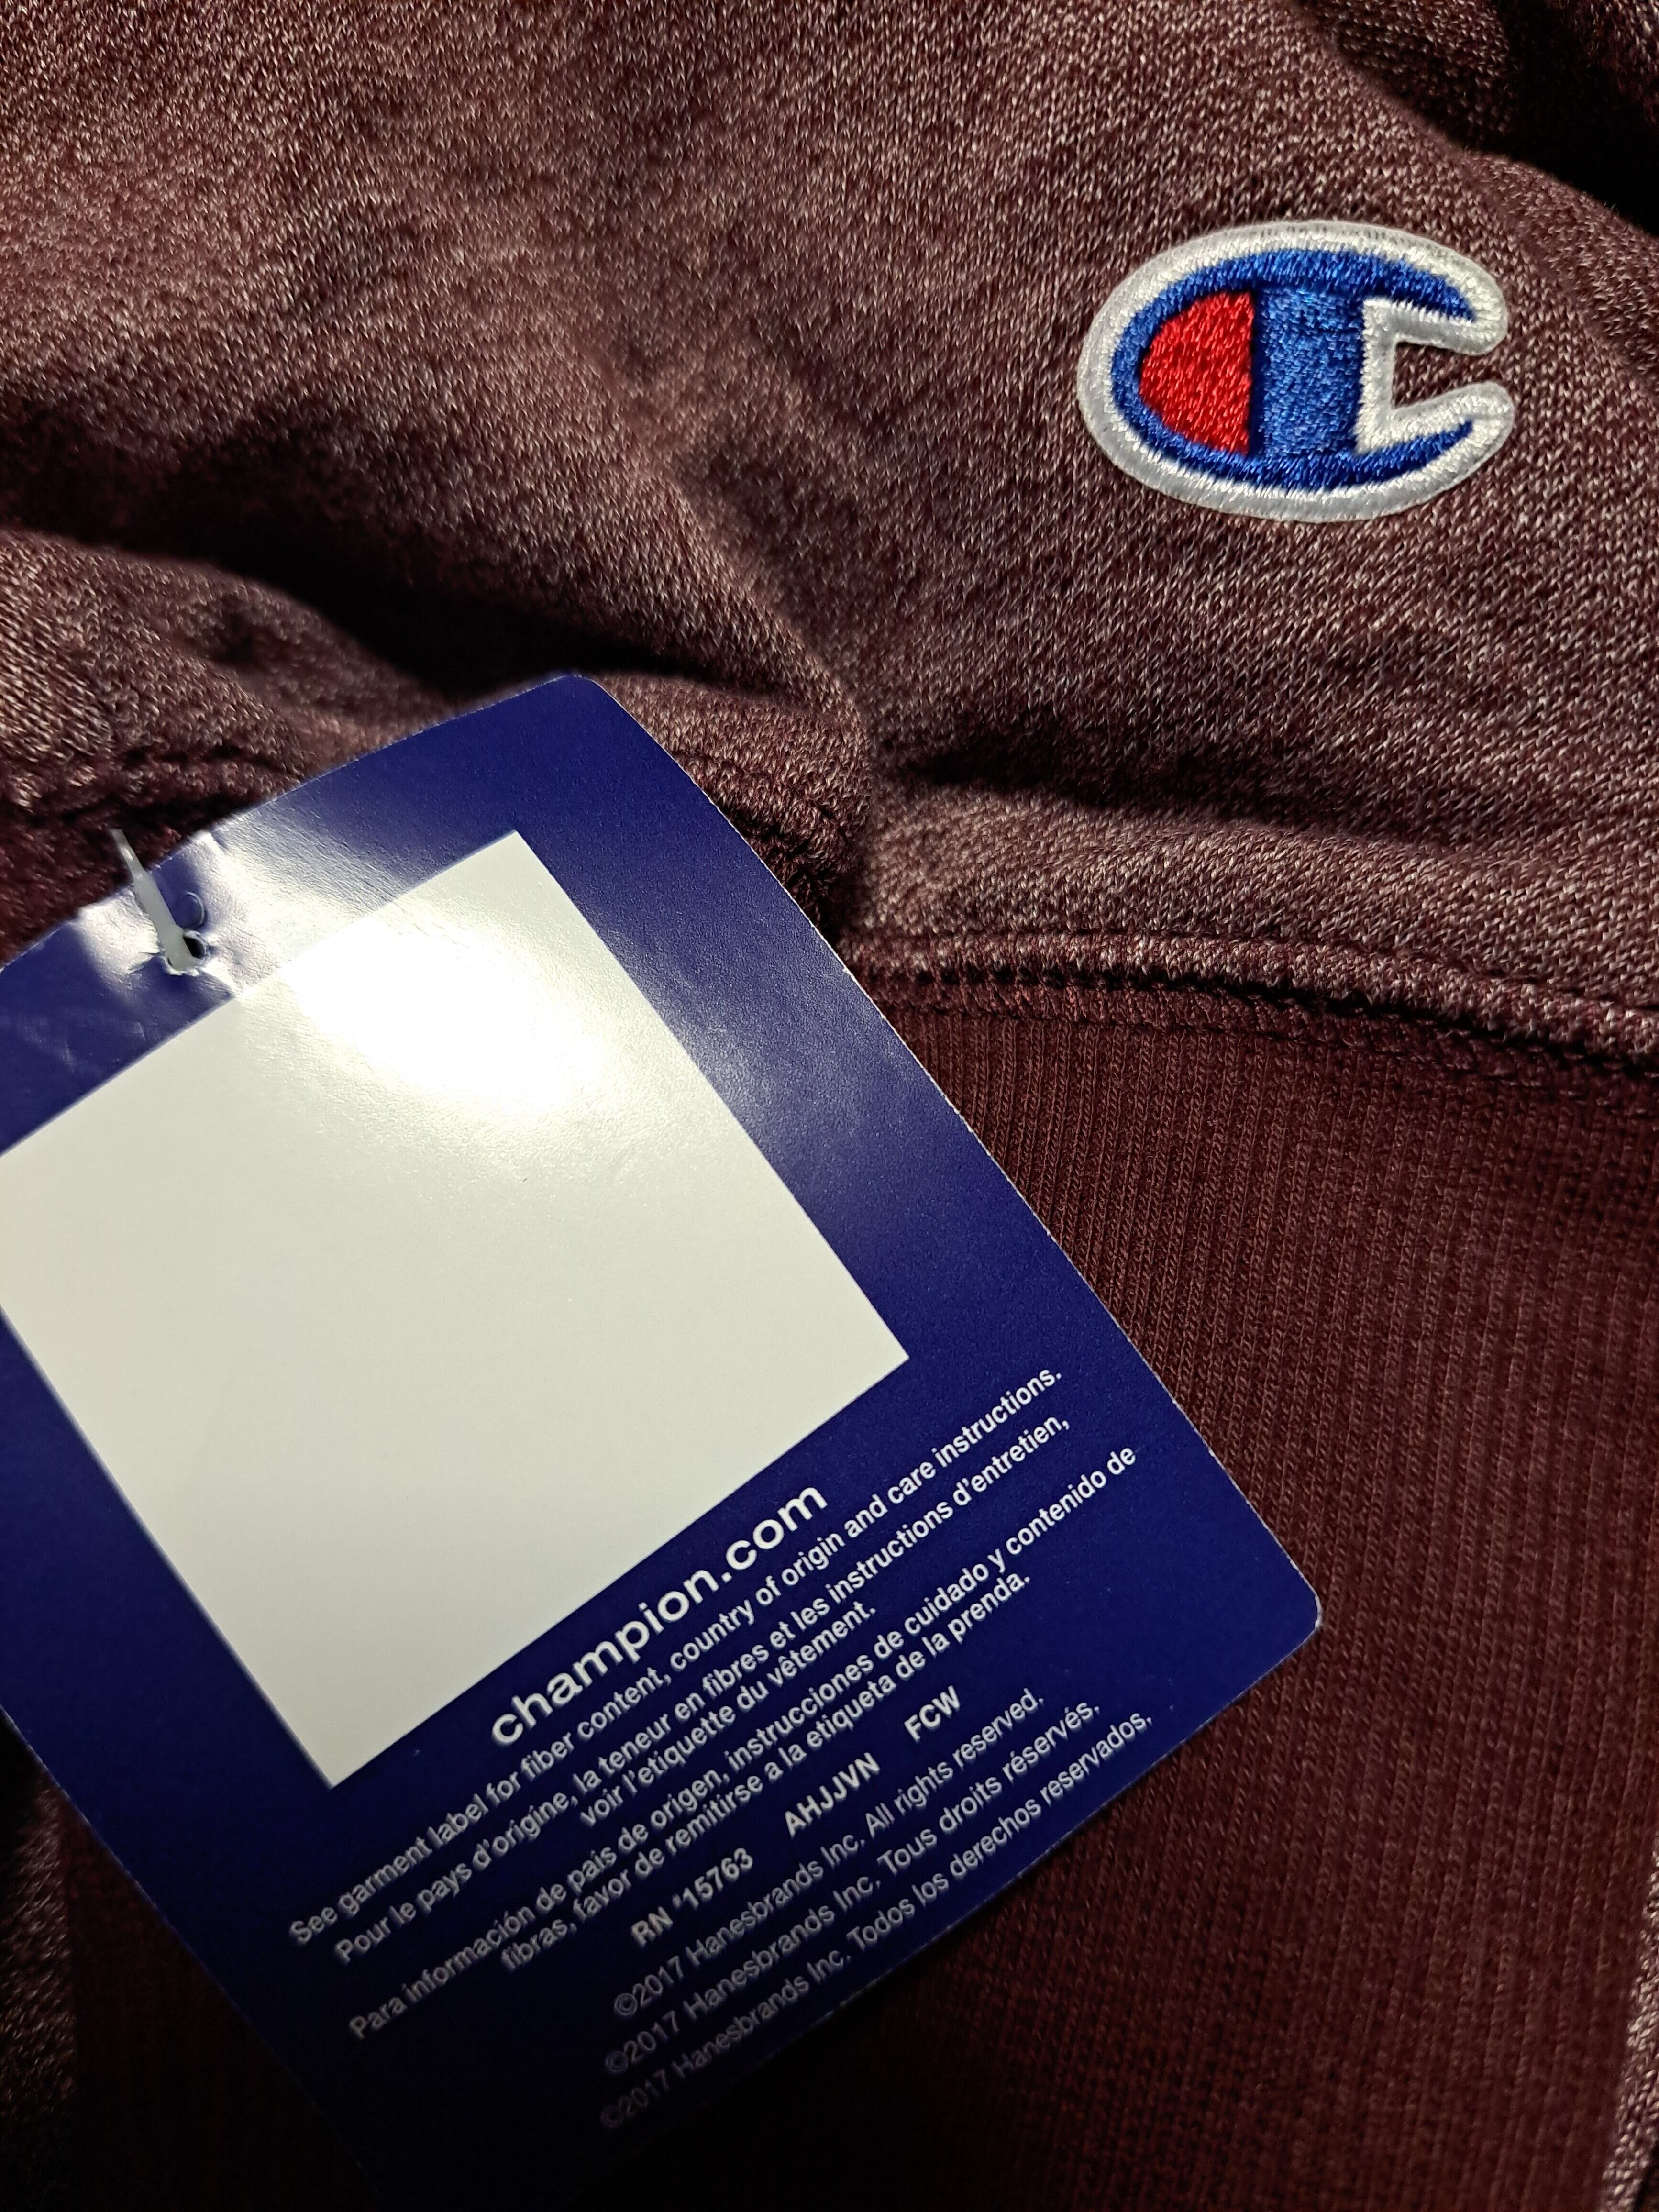 champion.com
See garment label for fiber content, country of origin and care instructions.
Pour le pays d'origine, la teneur en fibres et les instructions d'entretien,
voir l'etiquette du vêtement.
Para información de pais de origen, instrucciones de cuidado y contenido de
fibras, favor de remitirse a la etiqueta de la prenda.
RN #15763 AHJJVN FCW
©2017 Hanesbrands Inc. All rights reserved.
©2017 Hanesbrands Inc. Tous droits réservés.
©2017 Hanesbrands Inc. Todos los derechos reservados.